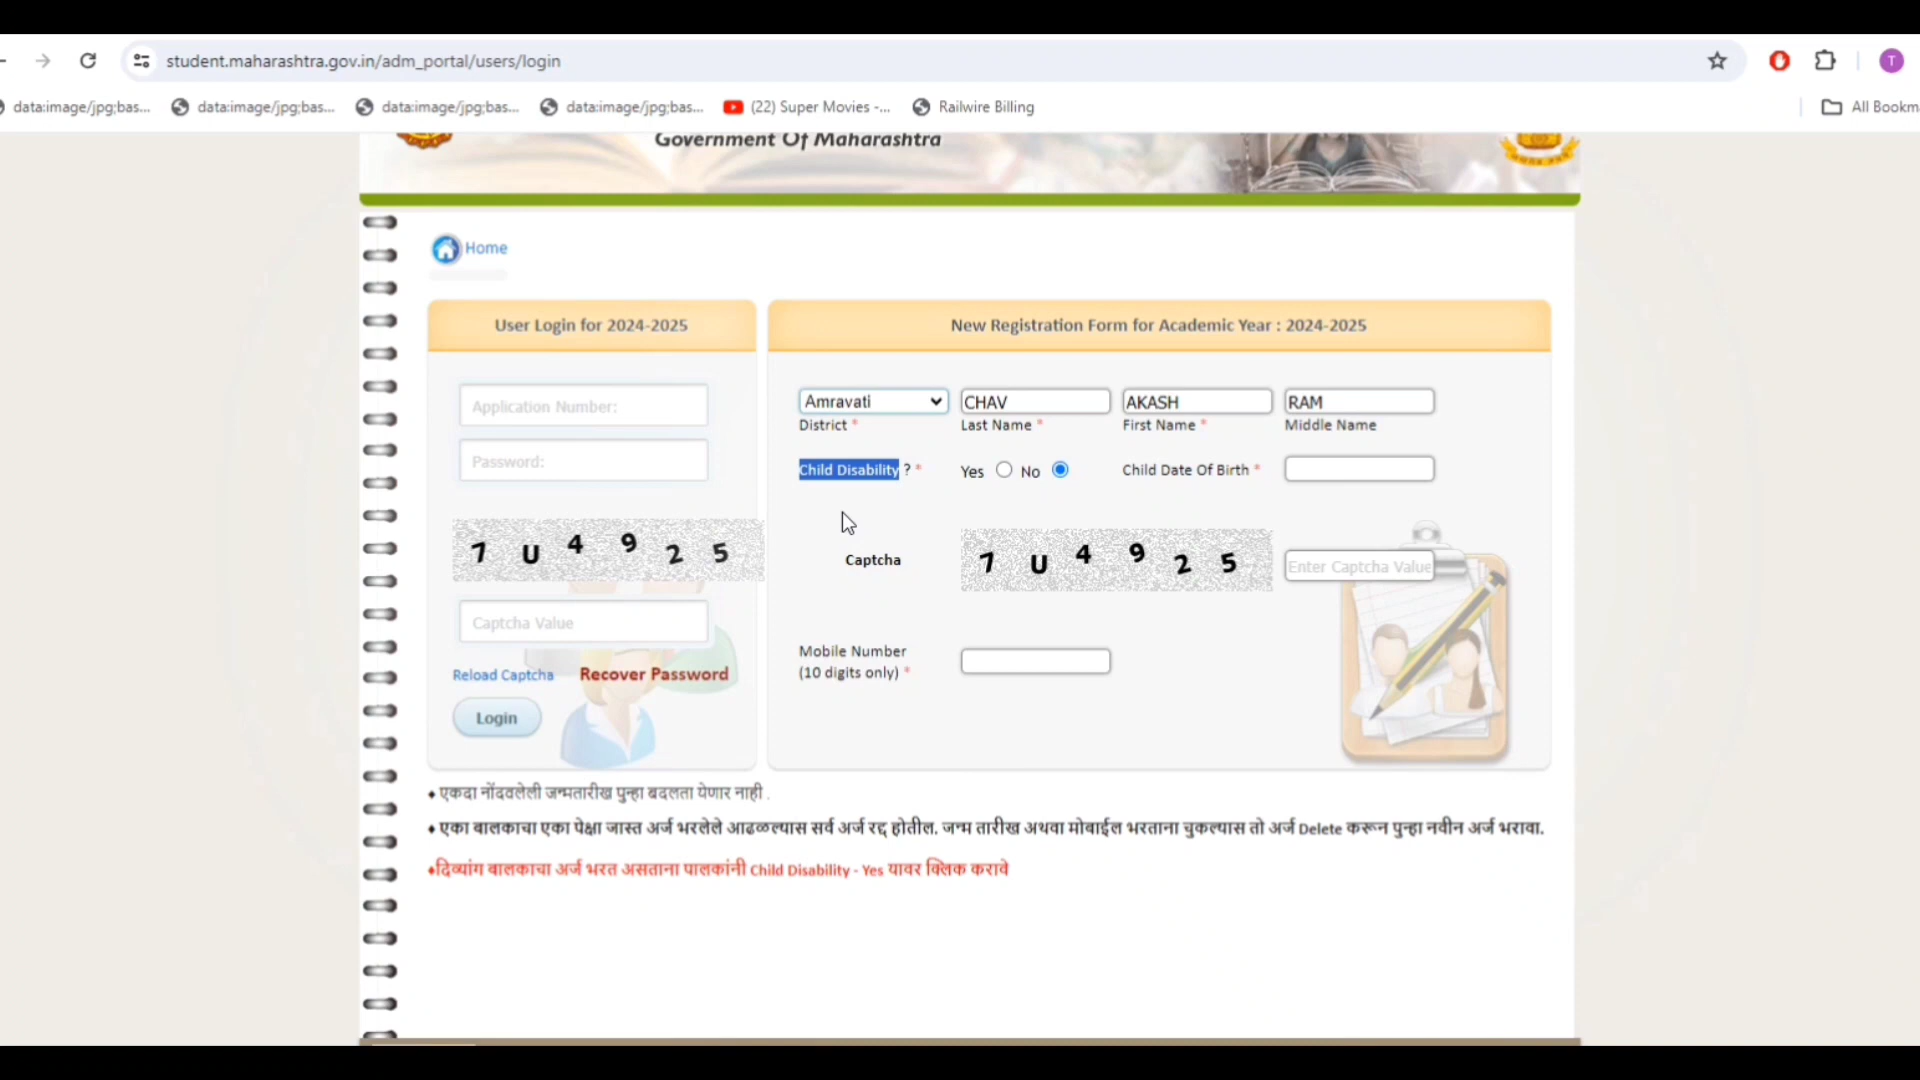 student.maharashtra.gov.in/adm_portal/users/login
T
data:image/jpg;bas... data:image/jpg;bas... data:image/jpg;bas... data:image/jpg;bas... (22) Super Movies -... Railwire Billing All Bookm
Government Of Maharashtra
Home
User Login for 2024-2025
New Registration Form for Academic Year : 2024-2025
Application Number:
Password:
7 U 4 9 2 5
Captcha Value
Reload Captcha Recover Password
Login
Amravati CHAV AKASH RAM
District * Last Name * First Name * Middle Name
Child Disability ? * Yes No Child Date Of Birth *
Captcha 7 U 4 9 2 5 Enter Captcha Value
Mobile Number
(10 digits only) *
♦ एकदा नोंदवलेली जन्मतारीख पुन्हा बदलता येणार नाही .
♦ एका बालकाचा एका पेक्षा जास्त अर्ज भरलेले आढळल्यास सर्व अर्ज रद्द होतील. जन्म तारीख अथवा मोबाईल भरताना चुकल्यास तो अर्ज Delete करून पुन्हा नवीन अर्ज भरावा.
♦दिव्यांग बालकाचा अर्ज भरत असताना पालकांनी Child Disability - Yes यावर क्लिक करावे